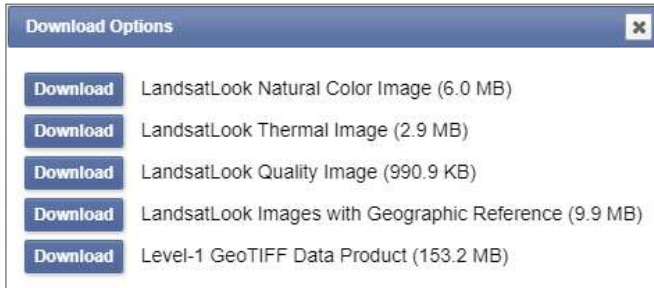 Download Options
Download LandsatLook Natural Color Image (6.0 MB)
Download LandsatLook Thermal Image (2.9 MB)
Download LandsatLook Quality Image (990.9 KB)
Download LandsatLook Images with Geographic Reference (9.9 MB)
Download Level-1 GeoTIFF Data Product (153.2 MB)